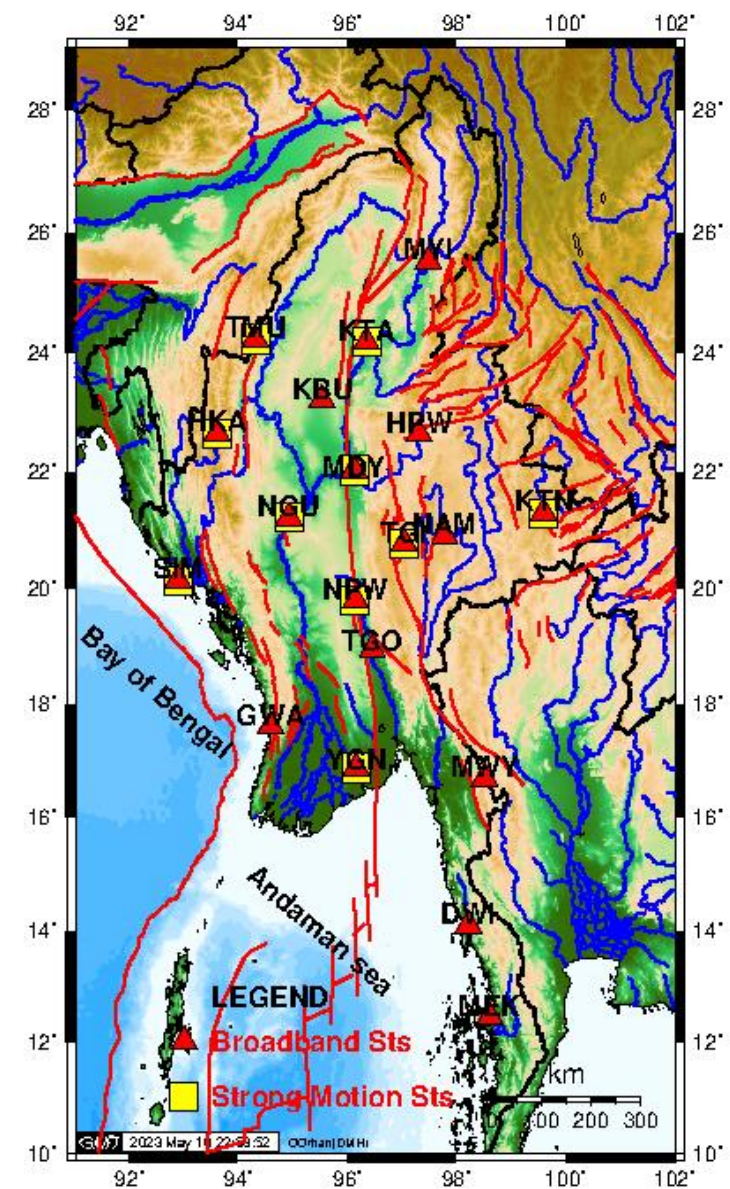 92° 94° 96° 98° 100° 102°
28° 28°
26° 26°
MYI
TMU KTA
24° 24°
KBU
HKA HPW
22° 22°
MDY
NGU KTN
TGI NAM
SIM
20° 20°
NPW
TGO
Bay of Bengal
18° 18°
GWA
YGN MWY
16° 16°
Andaman sea
14° 14°
DWI
LEGEND
12° 12°
Broadband Sts
km
Strong Motion Sts
100 200 300
10° 10°
2023 May
92° 94° 96° 98° 100° 102°